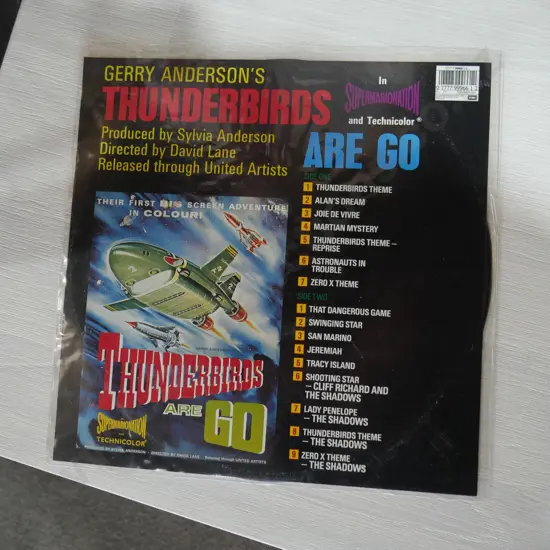 GERRY ANDERSON'S
THUNDERBIRDS
Produced by Sylvia Anderson
Directed by David Lane
Released through United Artists
In
SUPERMARIONATION
and Technicolor®
ARE GO
SIDE ONE
1 THUNDERBIRDS THEME
2 ALAN'S DREAM
3 JOIE DE VIVRE
4 MARTIAN MYSTERY
5 THUNDERBIRDS THEME –
REPRISE
6 ASTRONAUTS IN
TROUBLE
7 ZERO X THEME
SIDE TWO
1 THAT DANGEROUS GAME
2 SWINGING STAR
3 SAN MARINO
4 JEREMIAH
5 TRACY ISLAND
6 SHOOTING STAR
– CLIFF RICHARD AND
THE SHADOWS
7 LADY PENELOPE
– THE SHADOWS
8 THUNDERBIRDS THEME
– THE SHADOWS
9 ZERO X THEME
– THE SHADOWS
THEIR FIRST BIG SCREEN ADVENTURE
IN COLOUR!
THUNDERBIRDS
ARE GO
SUPERMARIONATION
TECHNICOLOR